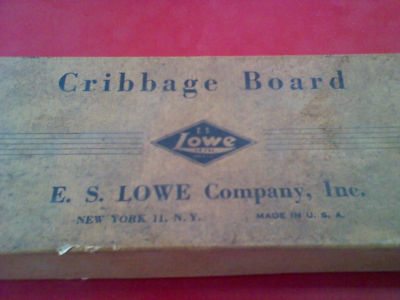 Cribbage Board
E. S.
Lowe
E. S. LOWE Company, Inc.
NEW YORK 11, N. Y. MADE IN U. S. A.